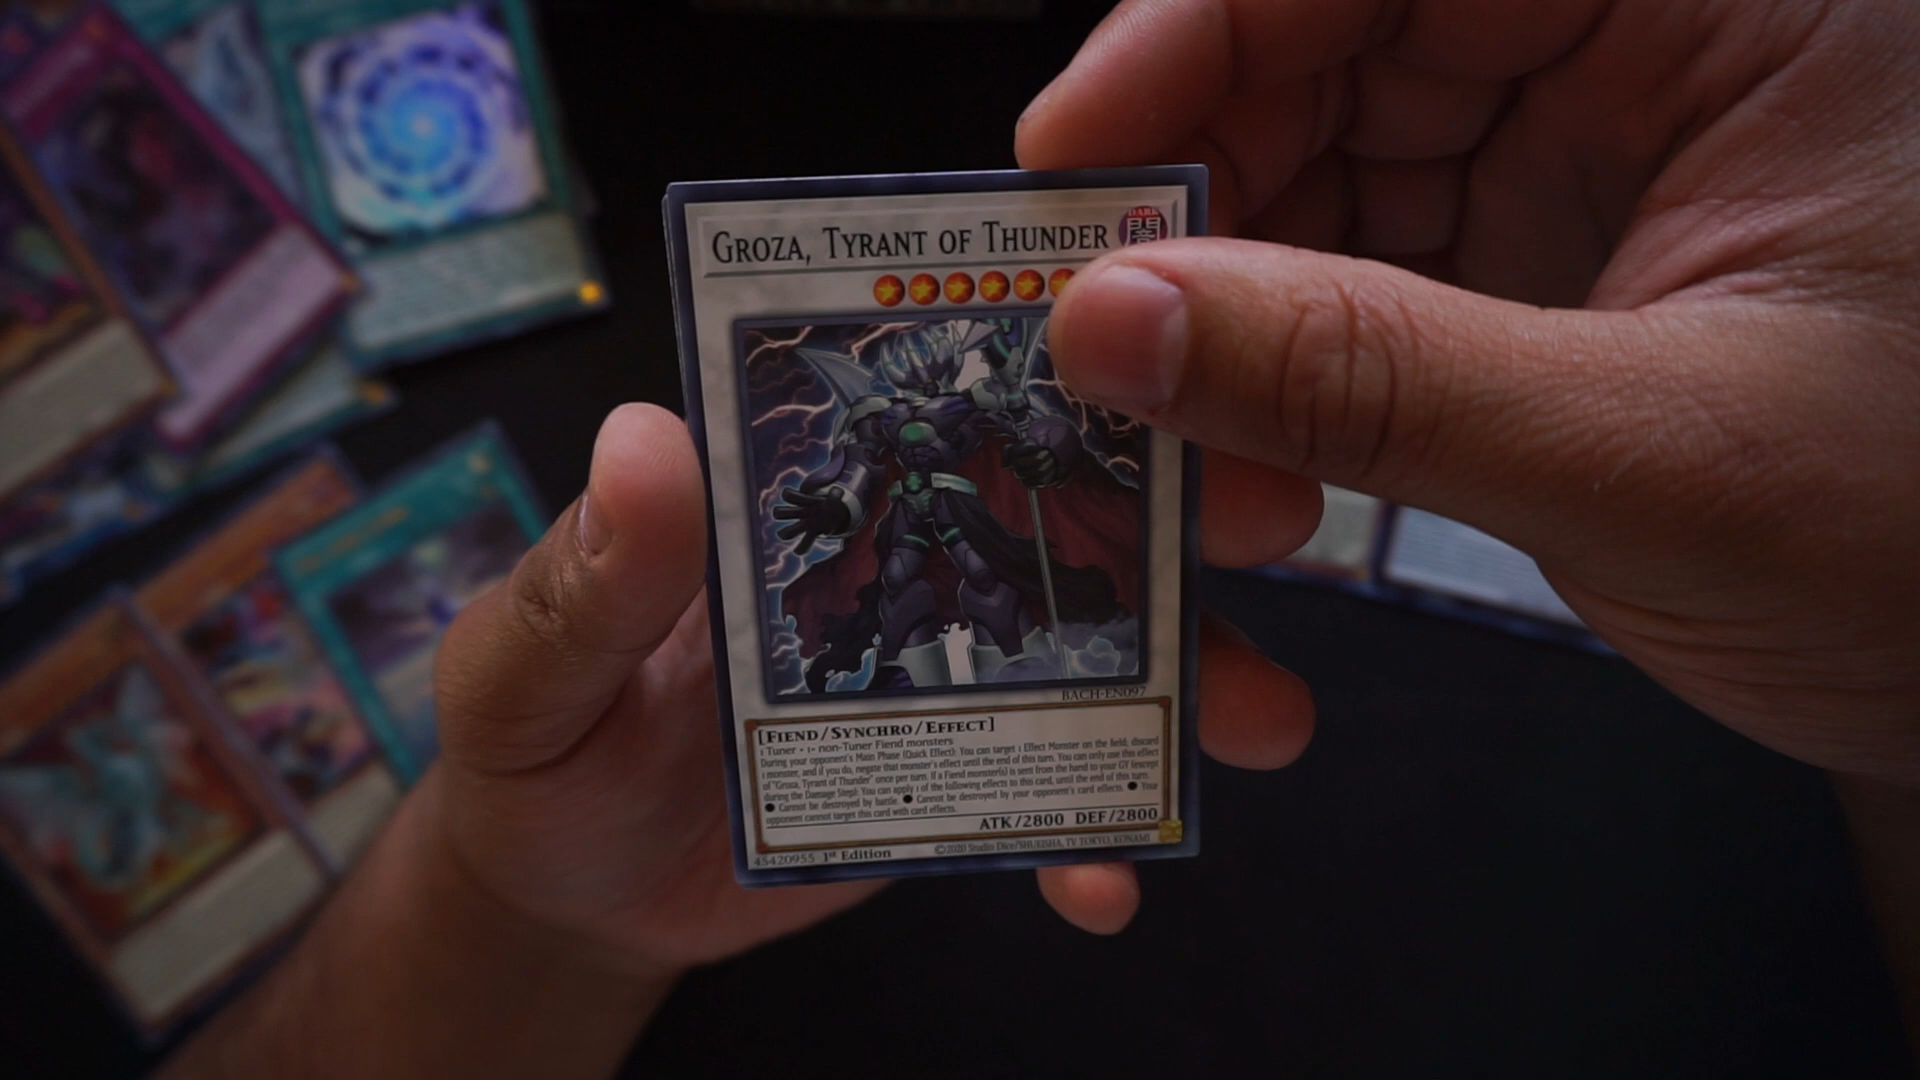 GROZA, TYRANT OF THUNDER
DARK
闇
BACH-EN097
[FIEND/SYNCHRO/EFFECT]
1 Tuner + 1+ non-Tuner Fiend monsters
During your opponent's Main Phase (Quick Effect): You can target 1 Effect Monster on the field; discard
1 monster, and if you do, negate that monster's effect until the end of this turn. You can only use this effect
of "Groza, Tyrant of Thunder" once per turn. If a Fiend monster(s) is sent from the hand to your GY (except
during the Damage Step): You can apply 1 of the following effects to this card, until the end of this turn.
● Cannot be destroyed by battle. ● Cannot be destroyed by your opponent's card effects. ● Your
opponent cannot target this card with card effects.
ATK/2800 DEF/2800
45420955 1st Edition ©2020 Studio Dice/SHUEISHA, TV TOKYO, KONAMI